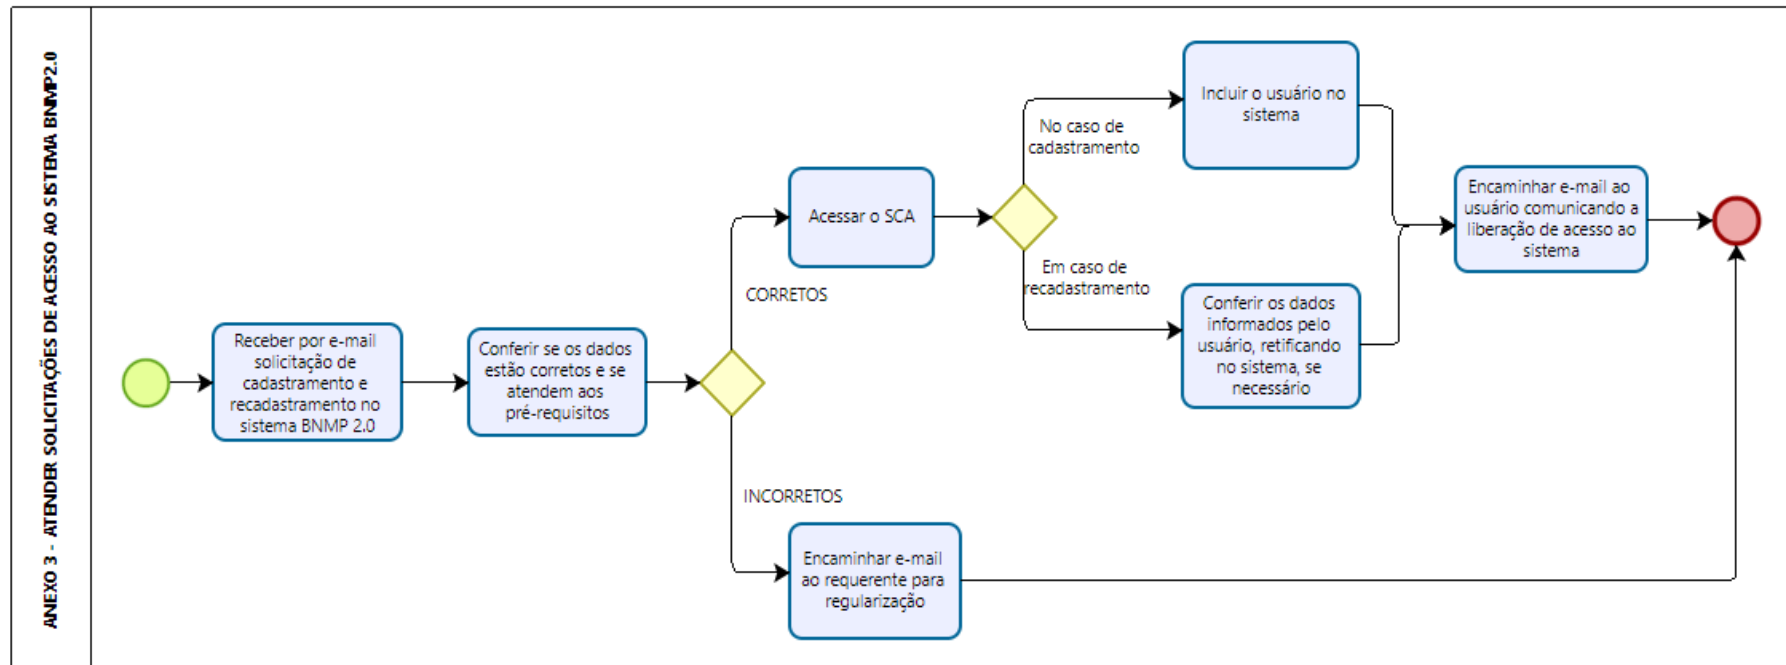 ANEXO 3 - ATENDER SOLICITAÇÕES DE ACESSO AO SISTEMA BNMP2.0
Receber por e-mail
solicitação de
cadastramento e
recadastramento no
sistema BNMP 2.0
Conferir se os dados
estão corretos e se
atendem aos
pré-requisitos
CORRETOS
Acessar o SCA
No caso de
cadastramento
Incluir o usuário no
sistema
Em caso de
recadastramento
Conferir os dados
informados pelo
usuário, retificando
no sistema, se
necessário
Encaminhar e-mail ao
usuário comunicando a
liberação de acesso ao
sistema
INCORRETOS
Encaminhar e-mail
ao requerente para
regularização